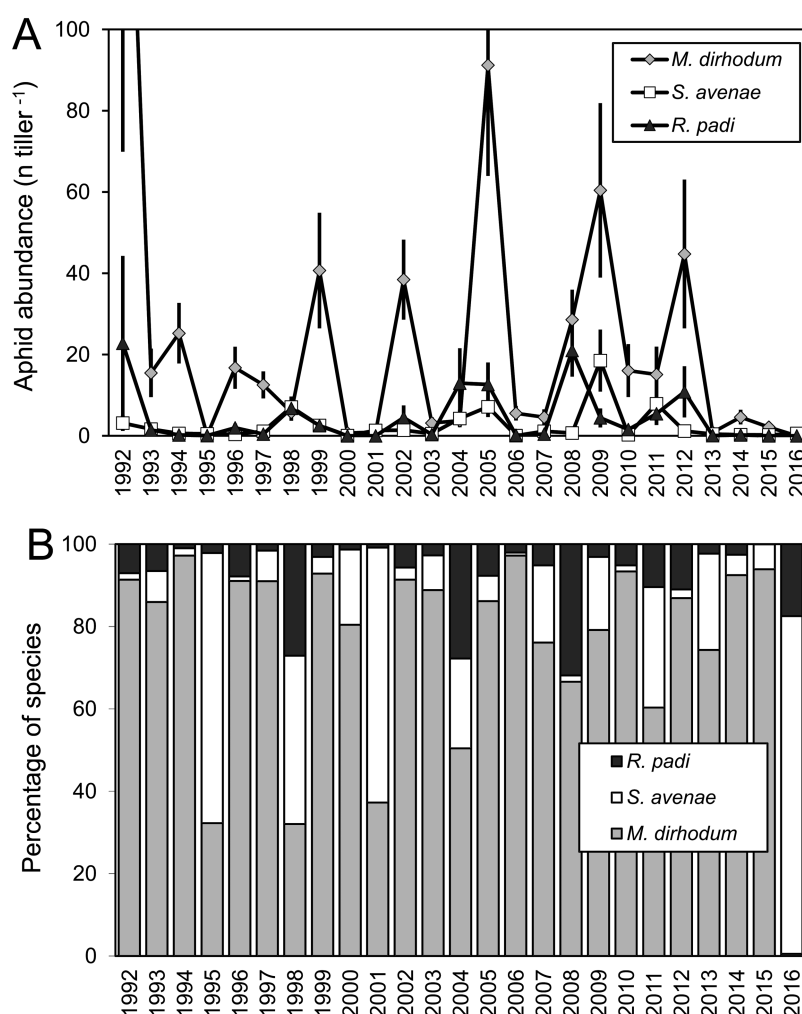 A
Aphid abundance (n tiller -1)
100
80
60
40
20
0
M. dirhodum
S. avenae
R. padi
1992 1993 1994 1995 1996 1997 1998 1999 2000 2001 2002 2003 2004 2005 2006 2007 2008 2009 2010 2011 2012 2013 2014 2015 2016
B
Percentage of species
100
80
60
40
20
0
R. padi
S. avenae
M. dirhodum
1992 1993 1994 1995 1996 1997 1998 1999 2000 2001 2002 2003 2004 2005 2006 2007 2008 2009 2010 2011 2012 2013 2014 2015 2016